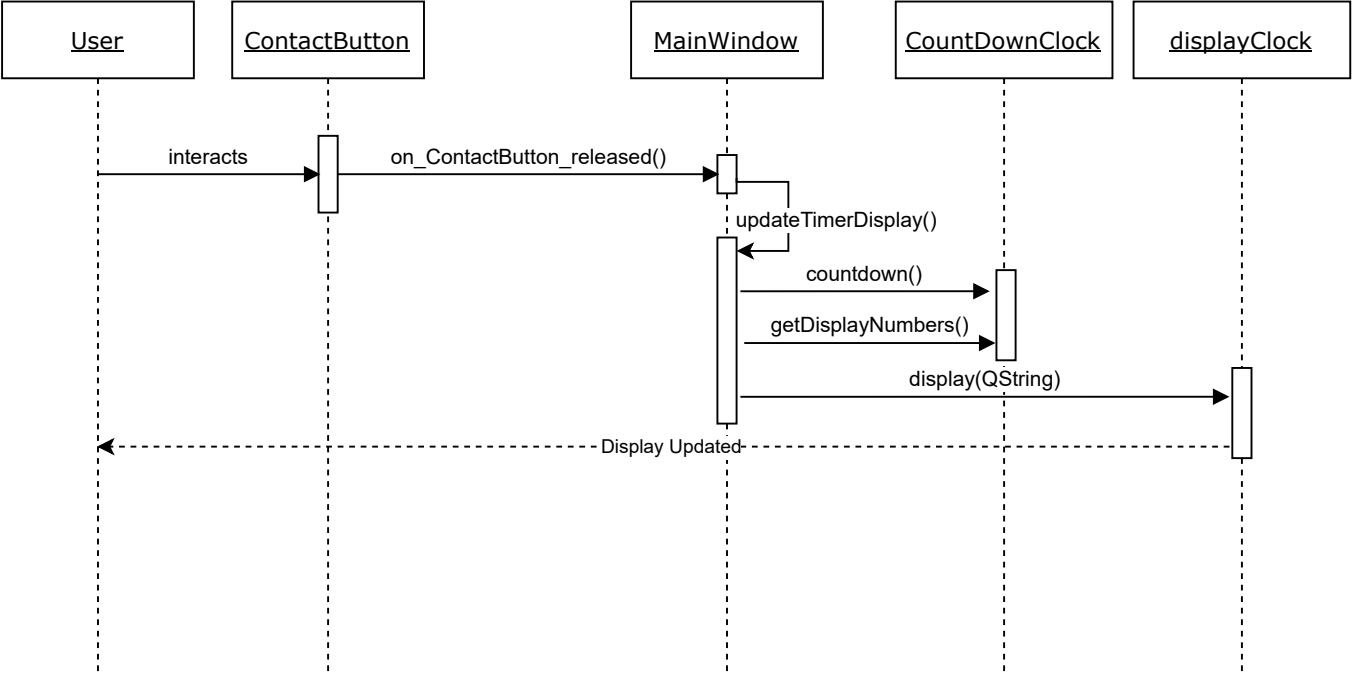 User
ContactButton
MainWindow
CountDownClock
displayClock
interacts
on_ContactButton_released()
updateTimerDisplay()
countdown()
getDisplayNumbers()
display(QString)
Display Updated